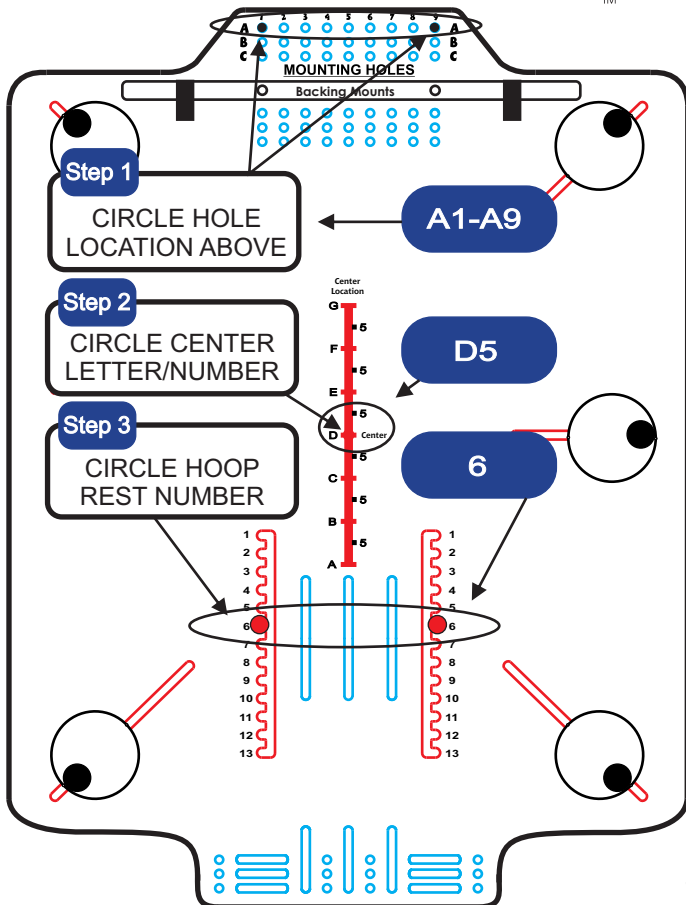 1 2 3 4 5 6 7 8 9
A A
B B
C C
MOUNTING HOLES
Backing Mounts
Step 1
CIRCLE HOLE
LOCATION ABOVE
A1-A9
Center
Location
G
5
F
5
E
5
D Center
5
C
5
B
5
A
Step 2
CIRCLE CENTER
LETTER/NUMBER
D5
Step 3
CIRCLE HOOP
REST NUMBER
6
1 1
2 2
3 3
4 4
5 5
6 6
7 7
8 8
9 9
10 10
11 11
12 12
13 13